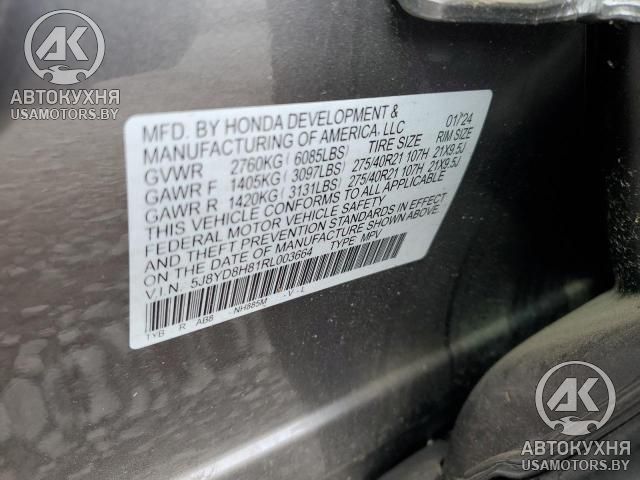 AK
АВТОКУХНЯ
USAMOTORS.BY
MFD. BY HONDA DEVELOPMENT & 01/24
MANUFACTURING OF AMERICA, LLC
GVWR 2760KG ( 6085LBS) TIRE SIZE RIM SIZE
GAWR F 1405KG ( 3097LBS) 275/40R21 107H 21X9.5J
GAWR R 1420KG ( 3131LBS) 275/40R21 107H 21X9.5J
THIS VEHICLE CONFORMS TO ALL APPLICABLE
FEDERAL MOTOR VEHICLE SAFETY
AND THEFT PREVENTION STANDARDS IN EFFECT
ON THE DATE OF MANUFACTURE SHOWN ABOVE.
V.I.N.: 5J8YD8H81RL003664 TYPE: MPV
TYB - R AB8 - NH885M - V - L
AK
АВТОКУХНЯ
USAMOTORS.BY